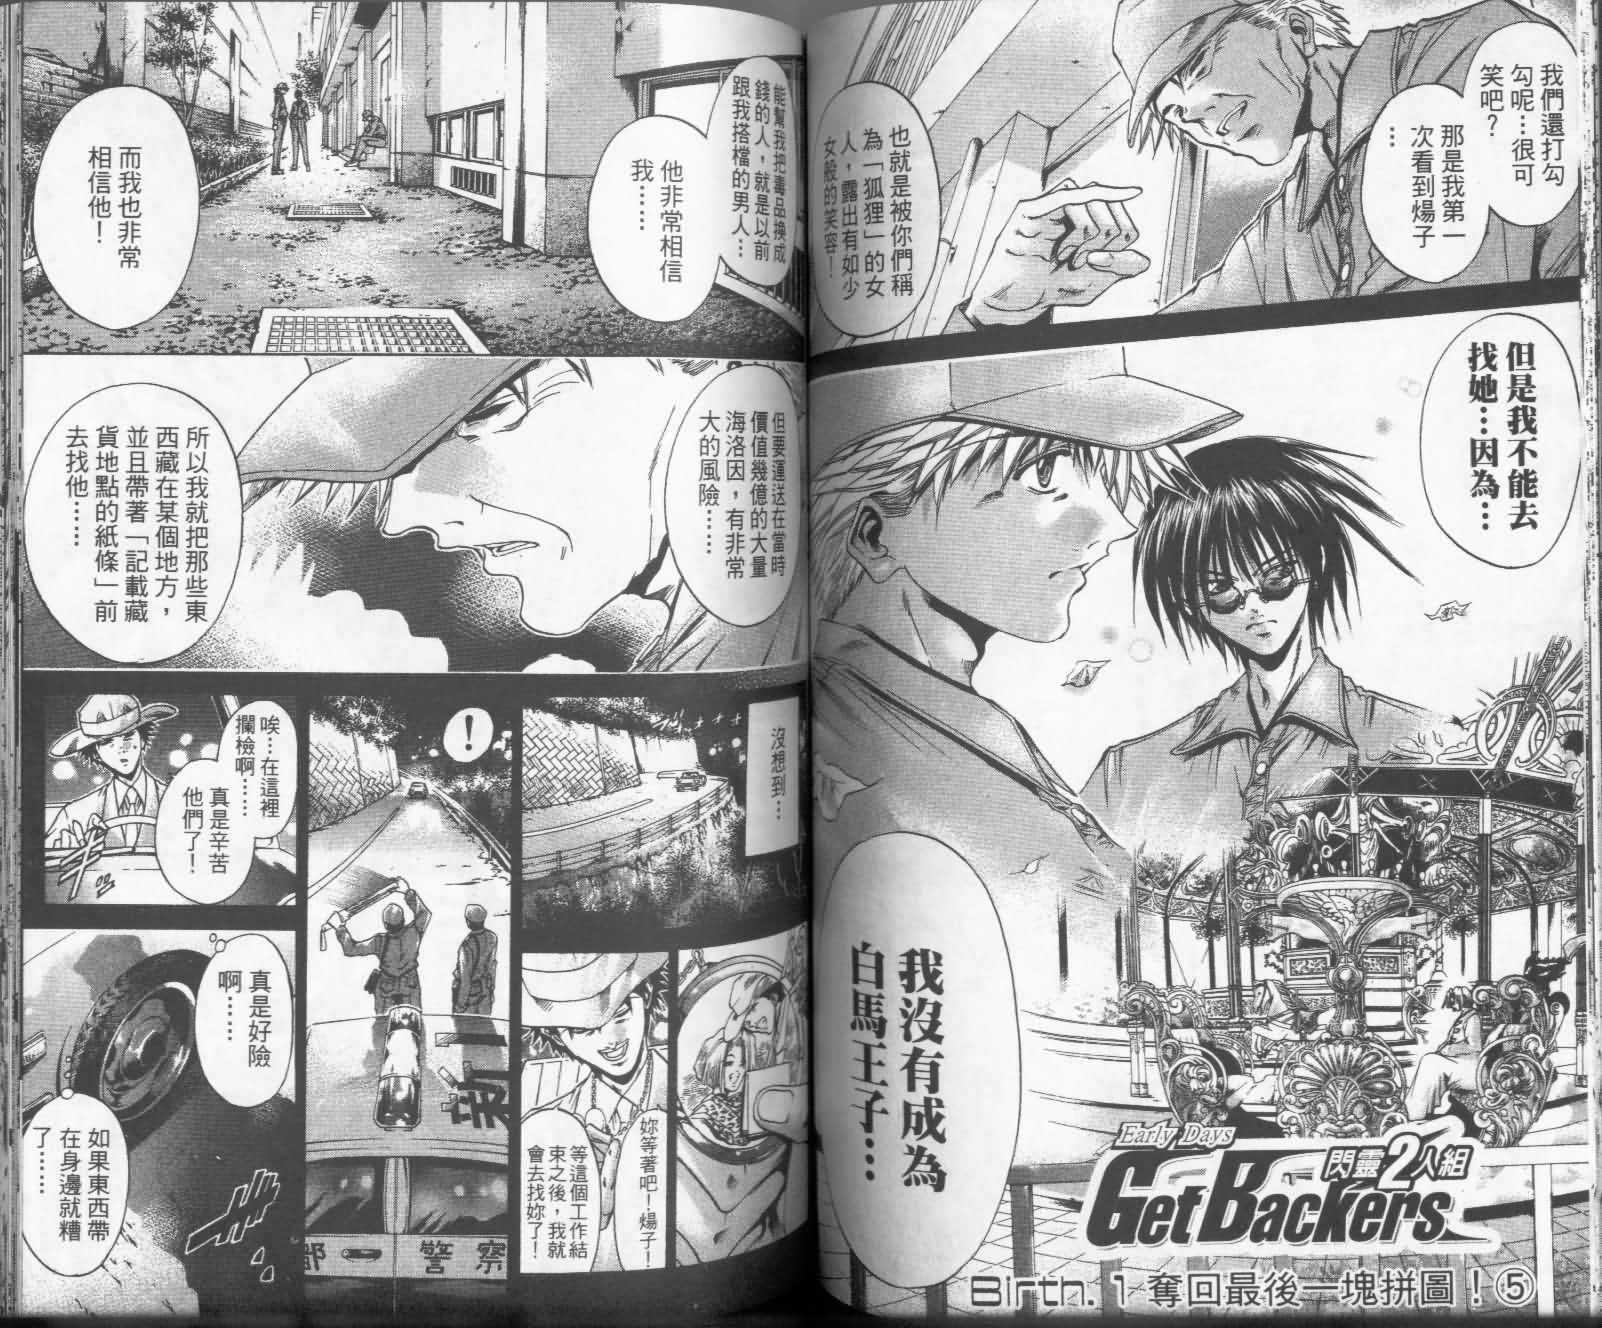 我們還打勾
勾呢…很可
笑吧？
那是我第一
次看到煬子
…
也就是被你們稱
為「狐狸」的女
人，露出有如少
女般的笑容！
但是我不能去
找她…因為…
我沒有成為
白馬王子…
Early Days
閃靈2人組
GetBackers
Birth. 1 奪回最後一塊拼圖！⑤
能幫我把毒品換成
錢的人，就是以前
跟我搭檔的男人…
他非常相信
我……
而我也非常
相信他！
但要運送在當時
價值幾億的大量
海洛因，有非常
大的風險……
所以我就把那些東
西藏在某個地方，
並且帶著「記載藏
貨地點的紙條」前
去找他……
沒想到…
妳等著吧！煬子！
等這個工作結
束之後，我就
會去找妳了！
！
部一警察
唉…在這裡
攔檢啊……
真是辛苦
他們了！
真是好險
啊……
如果東西帶
在身邊就糟
了……